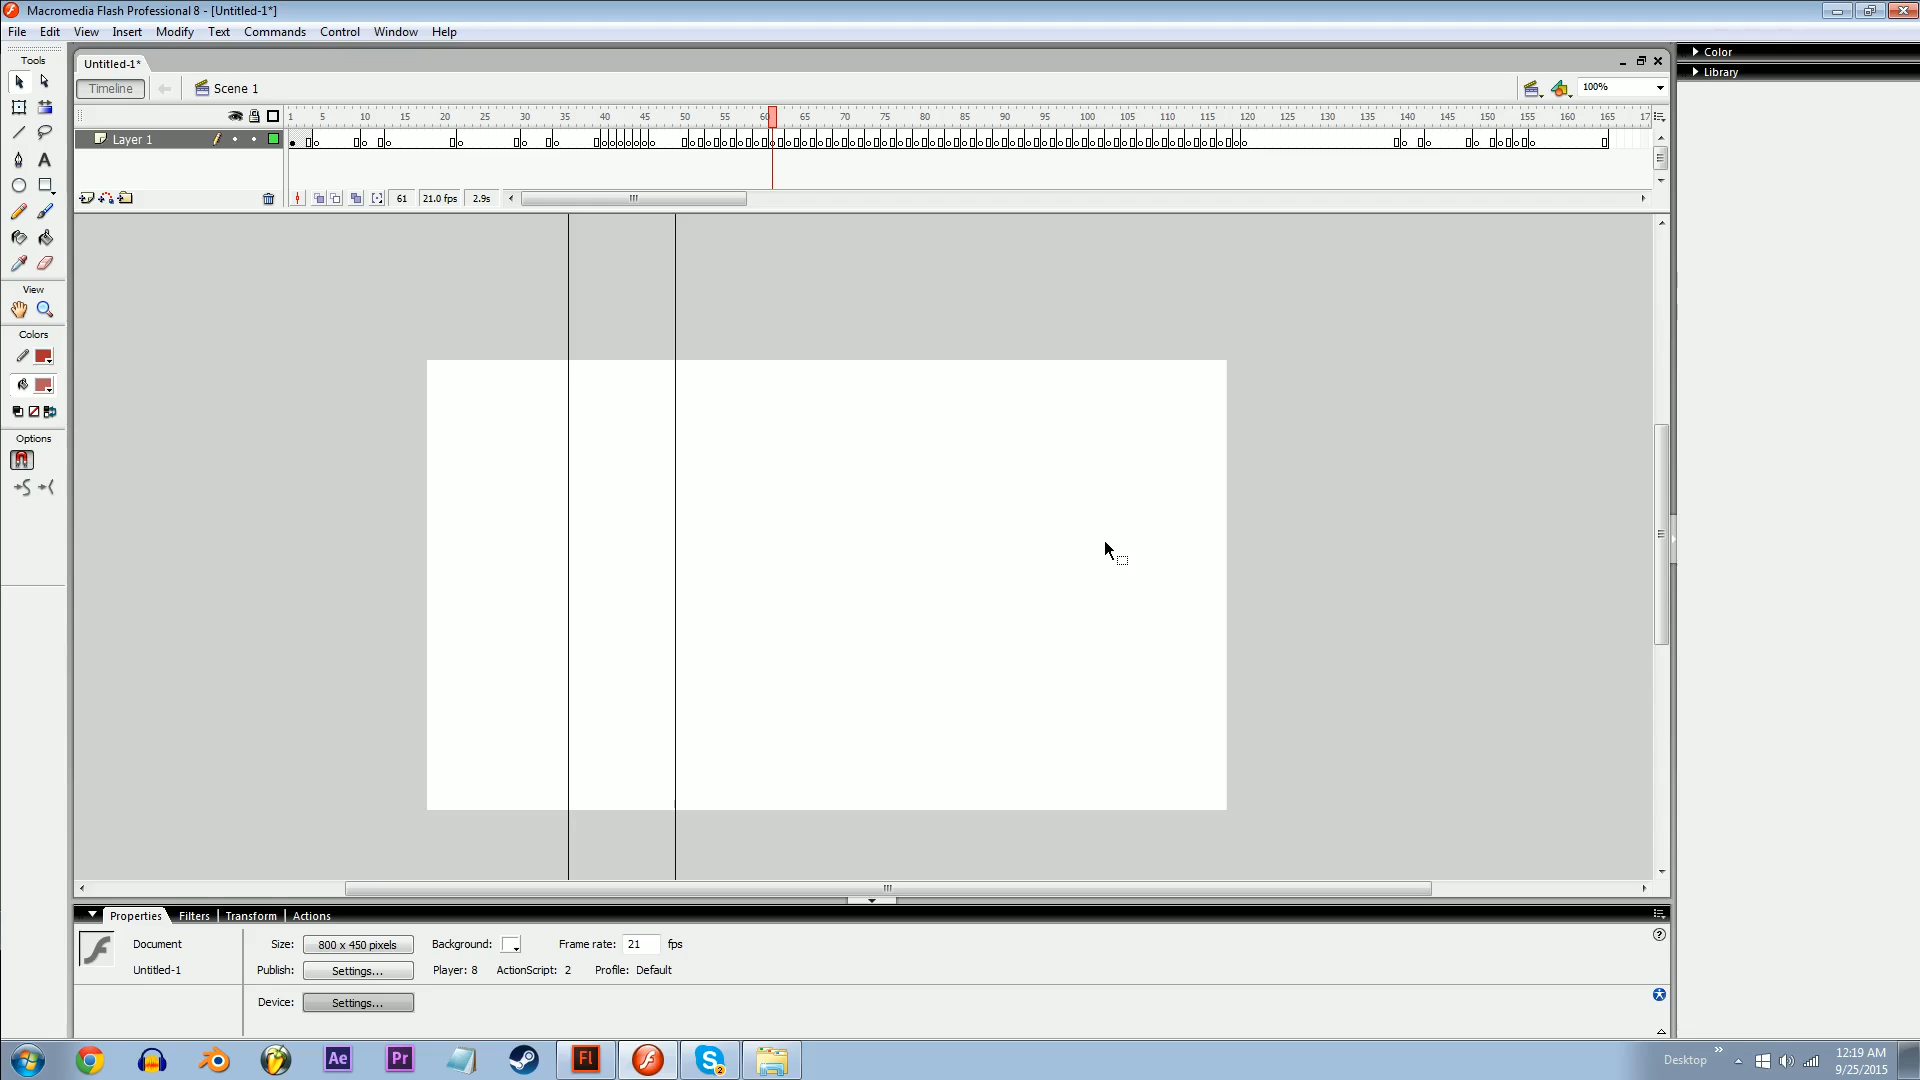 Macromedia Flash Professional 8 - [Untitled-1*]
File Edit View Insert Modify Text Commands Control Window Help
Tools
Untitled-1*
Color
Library
Timeline
Scene 1
100%
1 5 10 15 20 25 30 35 40 45 50 55 60 65 70 75 80 85 90 95 100 105 110 115 120 125 130 135 140 145 150 155 160 165 17
Layer 1
61 21.0 fps 2.9s
A
View
Colors
Options
Properties Filters Transform Actions
Document
Size: 800 x 450 pixels Background: Frame rate: 21 fps
Untitled-1
Publish: Settings... Player: 8 ActionScript: 2 Profile: Default
Device: Settings...
Ae
Pr
Fl
2
Desktop
12:19 AM
9/25/2015